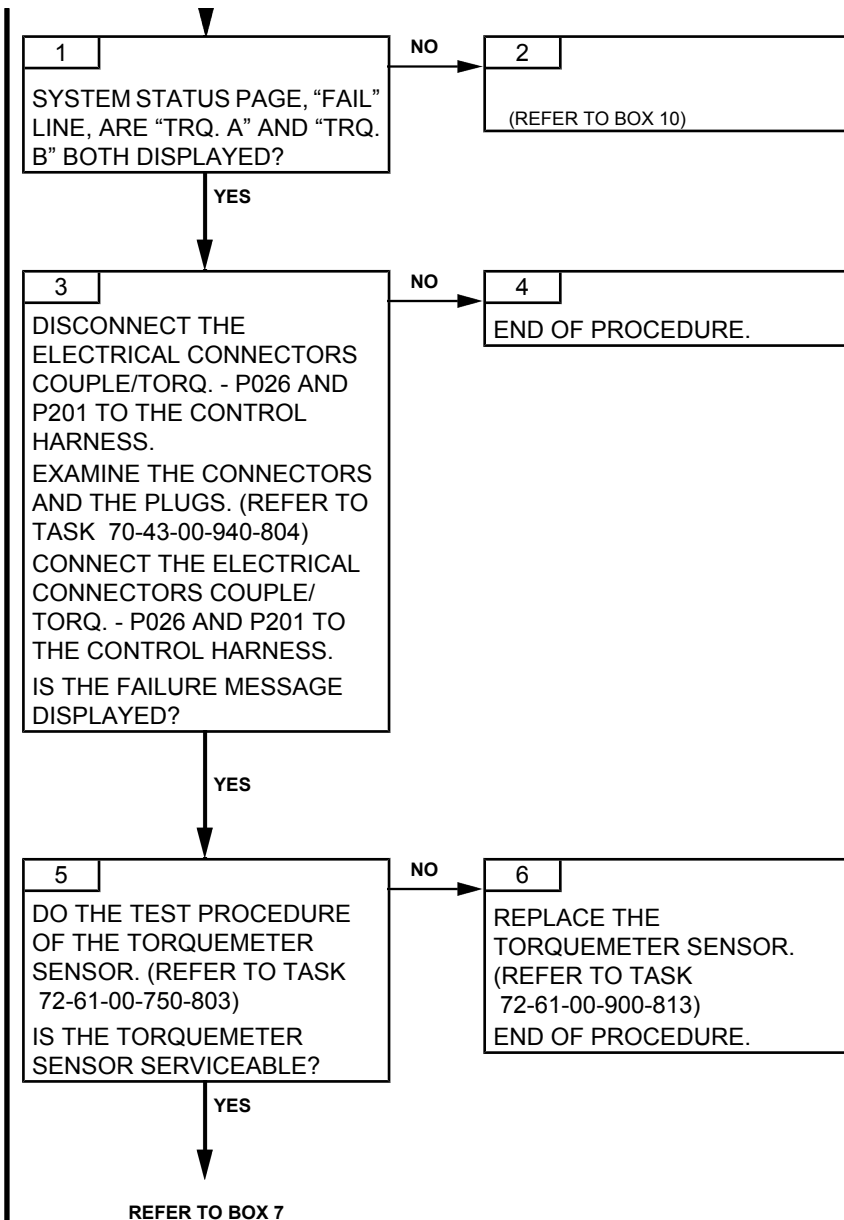 1
NO
2
SYSTEM STATUS PAGE, “FAIL”
LINE, ARE “TRQ. A” AND “TRQ.
B” BOTH DISPLAYED?
(REFER TO BOX 10)
YES
3
NO
4
DISCONNECT THE
ELECTRICAL CONNECTORS
COUPLE/TORQ. - P026 AND
P201 TO THE CONTROL
HARNESS.
EXAMINE THE CONNECTORS
AND THE PLUGS. (REFER TO
TASK 70-43-00-940-804)
CONNECT THE ELECTRICAL
CONNECTORS COUPLE/
TORQ. - P026 AND P201 TO
THE CONTROL HARNESS.
IS THE FAILURE MESSAGE
DISPLAYED?
END OF PROCEDURE.
YES
5
NO
6
DO THE TEST PROCEDURE
OF THE TORQUEMETER
SENSOR. (REFER TO TASK
72-61-00-750-803)
IS THE TORQUEMETER
SENSOR SERVICEABLE?
REPLACE THE
TORQUEMETER SENSOR.
(REFER TO TASK
72-61-00-900-813)
END OF PROCEDURE.
YES
REFER TO BOX 7